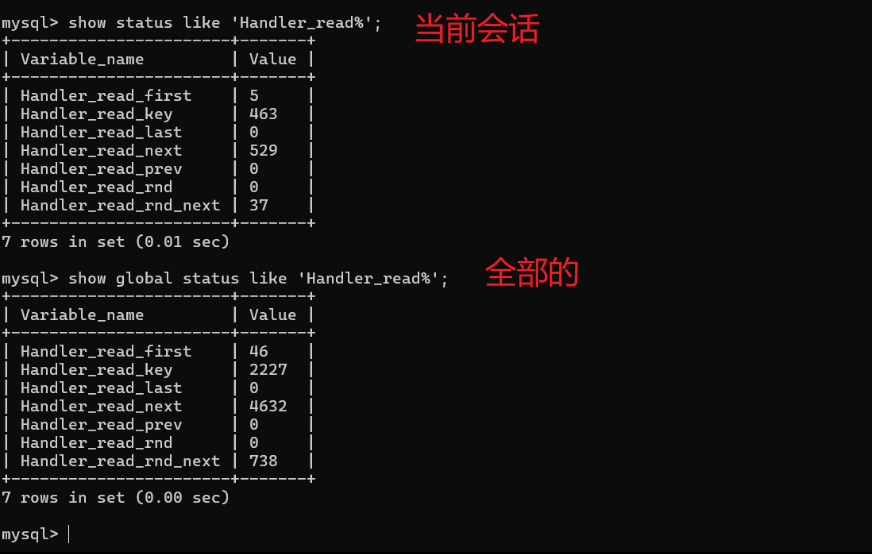 mysql> show status like 'Handler_read%'; 当前会话
+-----------------------+-------+
| Variable_name         | Value |
+-----------------------+-------+
| Handler_read_first    | 5     |
| Handler_read_key      | 463   |
| Handler_read_last     | 0     |
| Handler_read_next     | 529   |
| Handler_read_prev     | 0     |
| Handler_read_rnd      | 0     |
| Handler_read_rnd_next | 37    |
+-----------------------+-------+
7 rows in set (0.01 sec)
mysql> show global status like 'Handler_read%'; 全部的
+-----------------------+-------+
| Variable_name         | Value |
+-----------------------+-------+
| Handler_read_first    | 46    |
| Handler_read_key      | 2227  |
| Handler_read_last     | 0     |
| Handler_read_next     | 4632  |
| Handler_read_prev     | 0     |
| Handler_read_rnd      | 0     |
| Handler_read_rnd_next | 738   |
+-----------------------+-------+
7 rows in set (0.00 sec)
mysql>